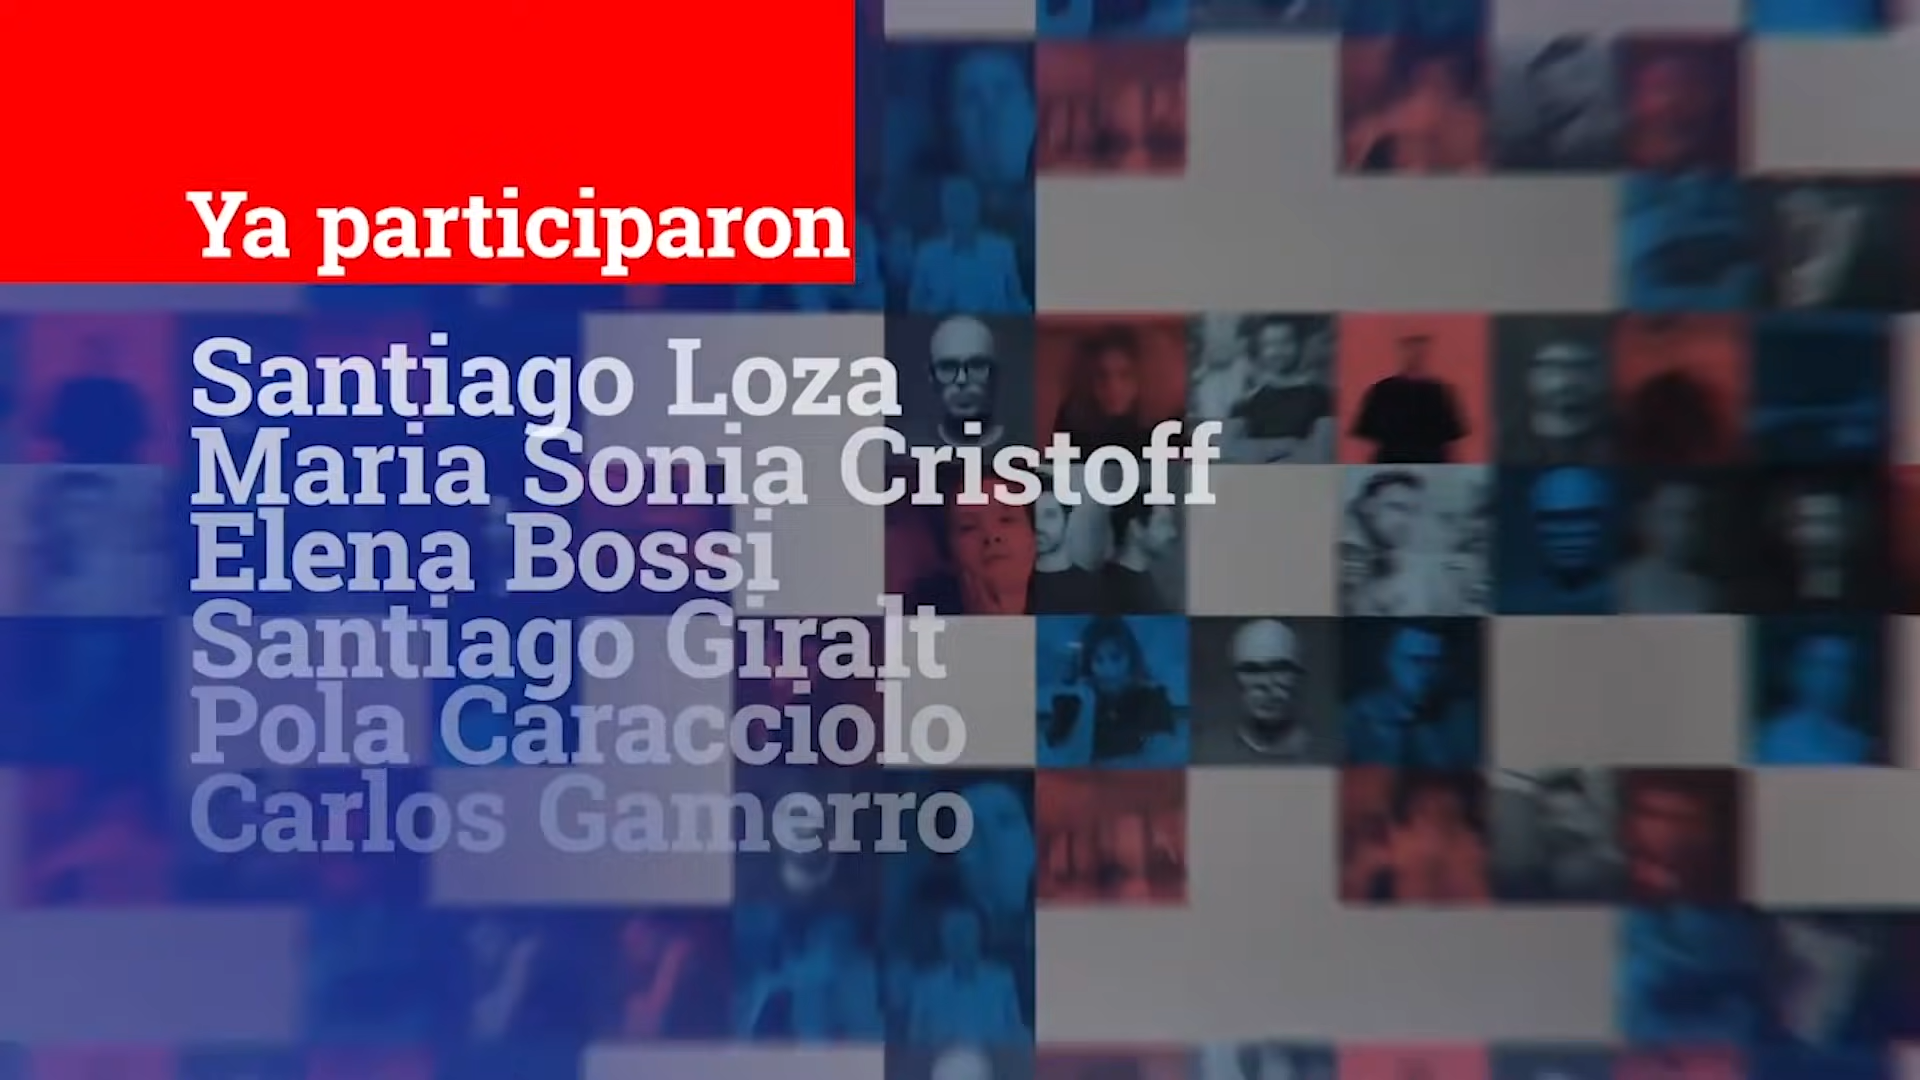 Ya participaron
Santiago Loza
Maria Sonia Cristoff
Elena Bossi
Santiago Giralt
Pola Caracciolo
Carlos Gamerro